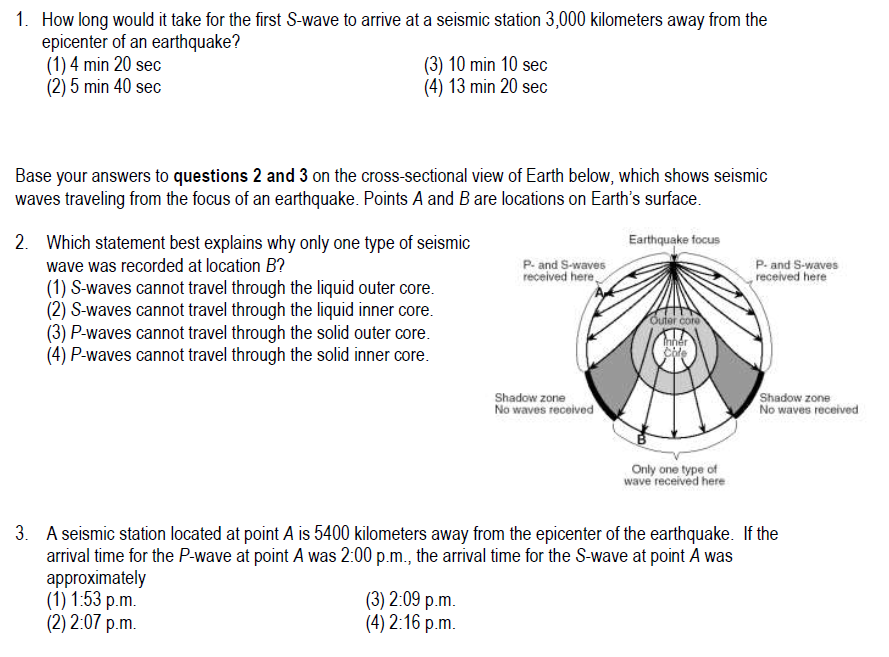 1. How long would it take for the first S-wave to arrive at a seismic station 3,000 kilometers away from the
epicenter of an earthquake?
(1) 4 min 20 sec (3) 10 min 10 sec
(2) 5 min 40 sec (4) 13 min 20 sec
Base your answers to questions 2 and 3 on the cross-sectional view of Earth below, which shows seismic
waves traveling from the focus of an earthquake. Points A and B are locations on Earth's surface.
2. Which statement best explains why only one type of seismic
wave was recorded at location B?
(1) S-waves cannot travel through the liquid outer core.
(2) S-waves cannot travel through the liquid inner core.
(3) P-waves cannot travel through the solid outer core.
(4) P-waves cannot travel through the solid inner core.
Earthquake focus
P- and S-waves
received here
P- and S-waves
received here
A
Outer core
Inner
Core
Shadow zone
No waves received
Shadow zone
No waves received
B
Only one type of
wave received here
3. A seismic station located at point A is 5400 kilometers away from the epicenter of the earthquake. If the
arrival time for the P-wave at point A was 2:00 p.m., the arrival time for the S-wave at point A was
approximately
(1) 1:53 p.m. (3) 2:09 p.m.
(2) 2:07 p.m. (4) 2:16 p.m.